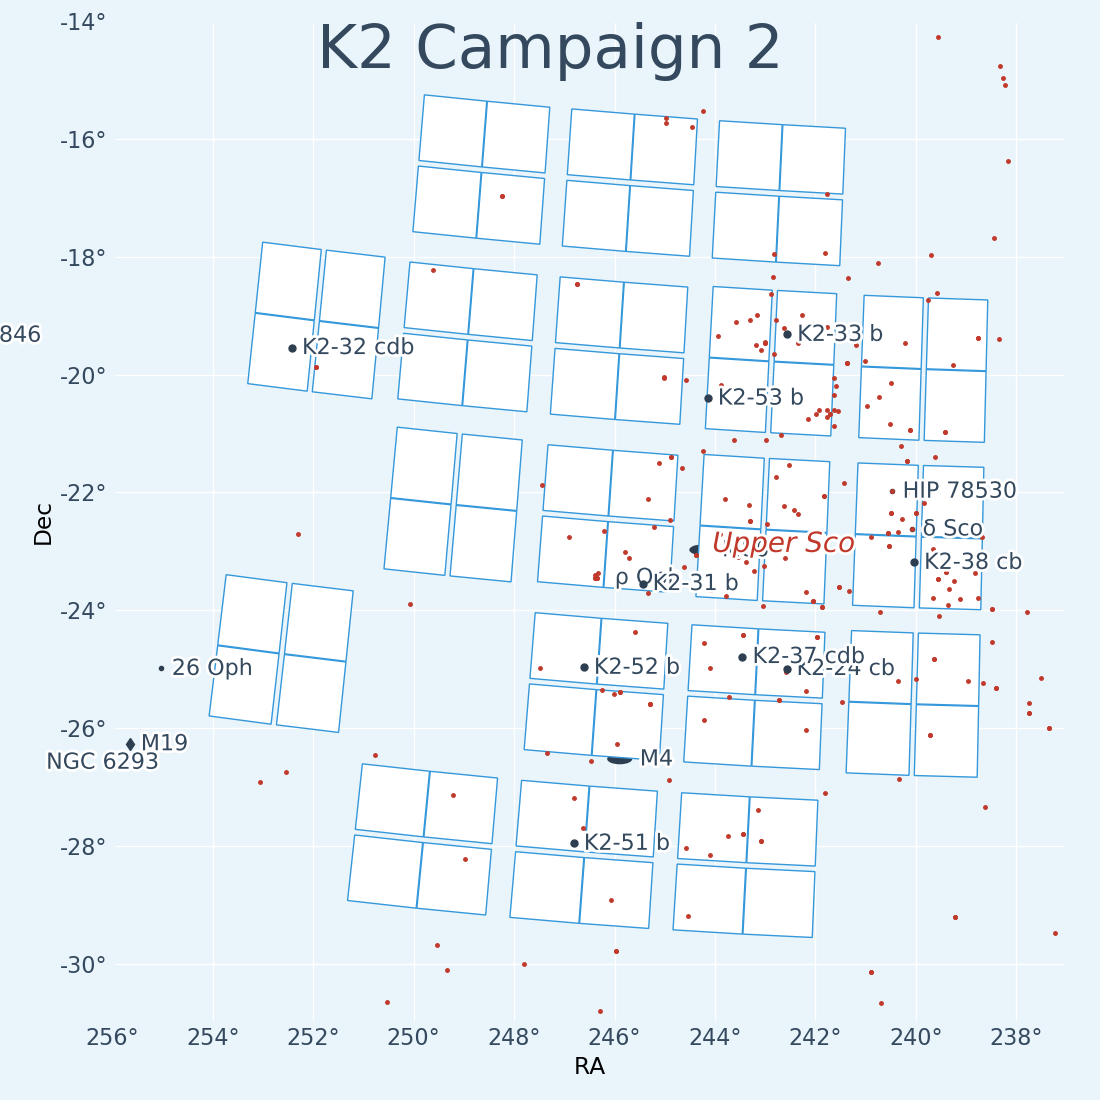 K2 Campaign 2
-14°
-16°
-18°
846
K2-33 b
K2-32 cdb
-20°
K2-53 b
-22°
HIP 78530
δ Sco
Dec
Upper Sco
K2-38 cb
ρ O
K2-31 b
-24°
K2-37 cdb
K2-24 cb
26 Oph
K2-52 b
-26°
M19
NGC 6293
M4
-28°
K2-51 b
-30°
256°
254°
252°
250°
248°
246°
244°
242°
240°
238°
RA